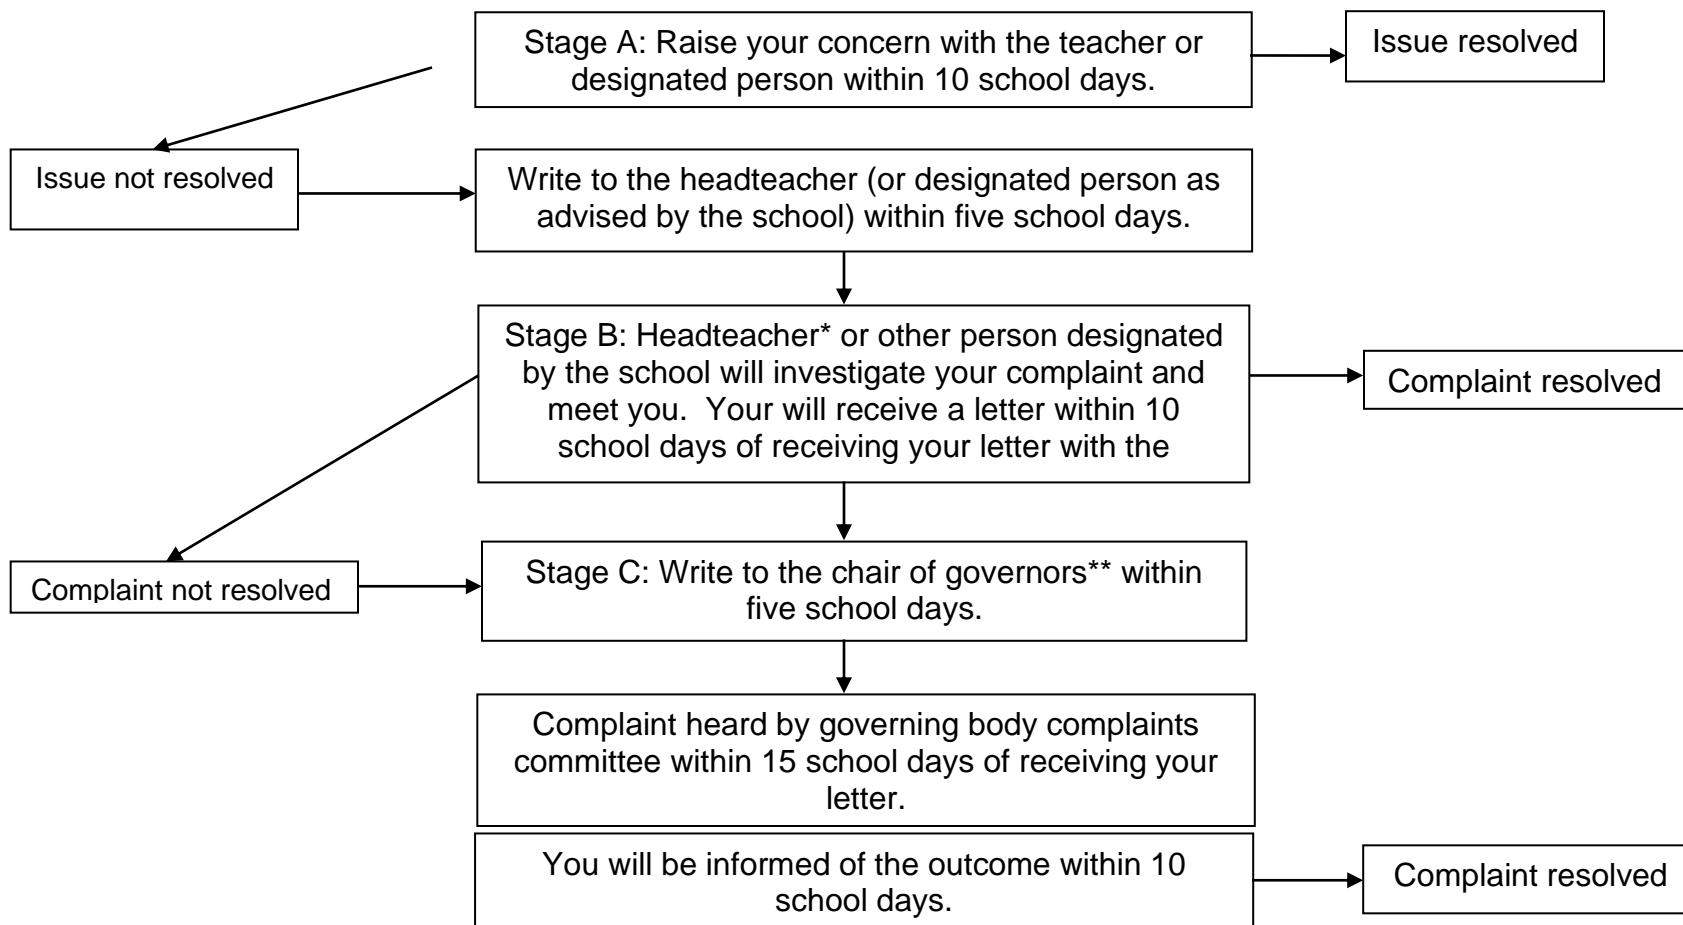 Stage A: Raise your concern with the teacher or
designated person within 10 school days.
Issue resolved
Issue not resolved
Write to the headteacher (or designated person as
advised by the school) within five school days.
Stage B: Headteacher* or other person designated
by the school will investigate your complaint and
meet you.  Your will receive a letter within 10
school days of receiving your letter with the
Complaint resolved
Complaint not resolved
Stage C: Write to the chair of governors** within
five school days.
Complaint heard by governing body complaints
committee within 15 school days of receiving your
letter.
You will be informed of the outcome within 10
school days.
Complaint resolved